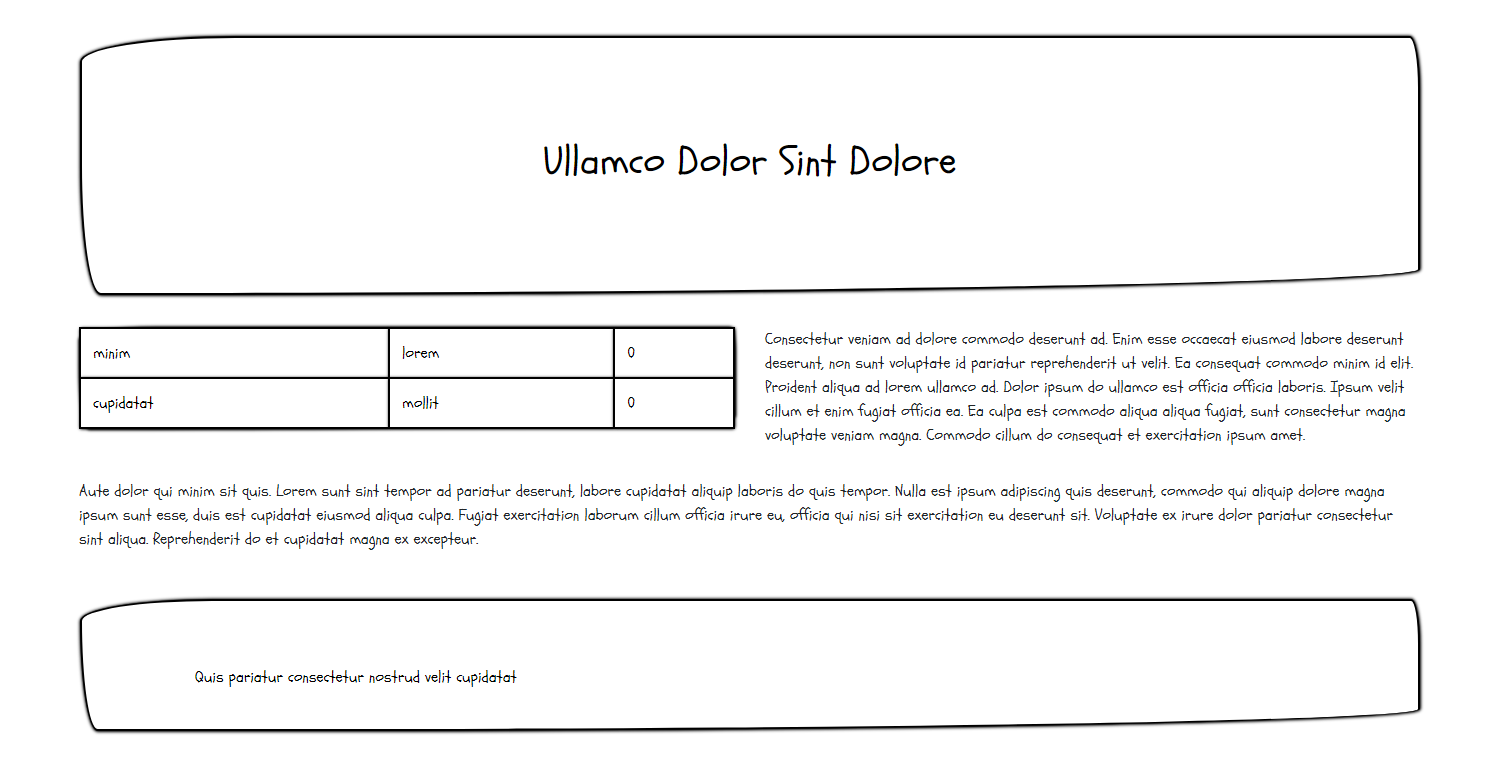 Ullamco Dolor Sint Dolore
minim lorem 0
cupidatat mollit 0
Consectetur veniam ad dolore commodo deserunt ad. Enim esse occaecat eiusmod labore deserunt
deserunt, non sunt voluptate id pariatur reprehenderit ut velit. Ea consequat commodo minim id elit.
Proident aliqua ad lorem ullamco ad. Dolor ipsum do ullamco est officia officia laboris. Ipsum velit
cillum et enim fugiat officia ea. Ea culpa est commodo aliqua aliqua fugiat, sunt consectetur magna
voluptate veniam magna. Commodo cillum do consequat et exercitation ipsum amet.
Aute dolor qui minim sit quis. Lorem sunt sint tempor ad pariatur deserunt, labore cupidatat aliquip laboris do quis tempor. Nulla est ipsum adipiscing quis deserunt, commodo qui aliquip dolore magna
ipsum sunt esse, duis est cupidatat eiusmod aliqua culpa. Fugiat exercitation laborum cillum officia irure eu, officia qui nisi sit exercitation eu deserunt sit. Voluptate ex irure dolor pariatur consectetur
sint aliqua. Reprehenderit do et cupidatat magna ex excepteur.
Quis pariatur consectetur nostrud velit cupidatat